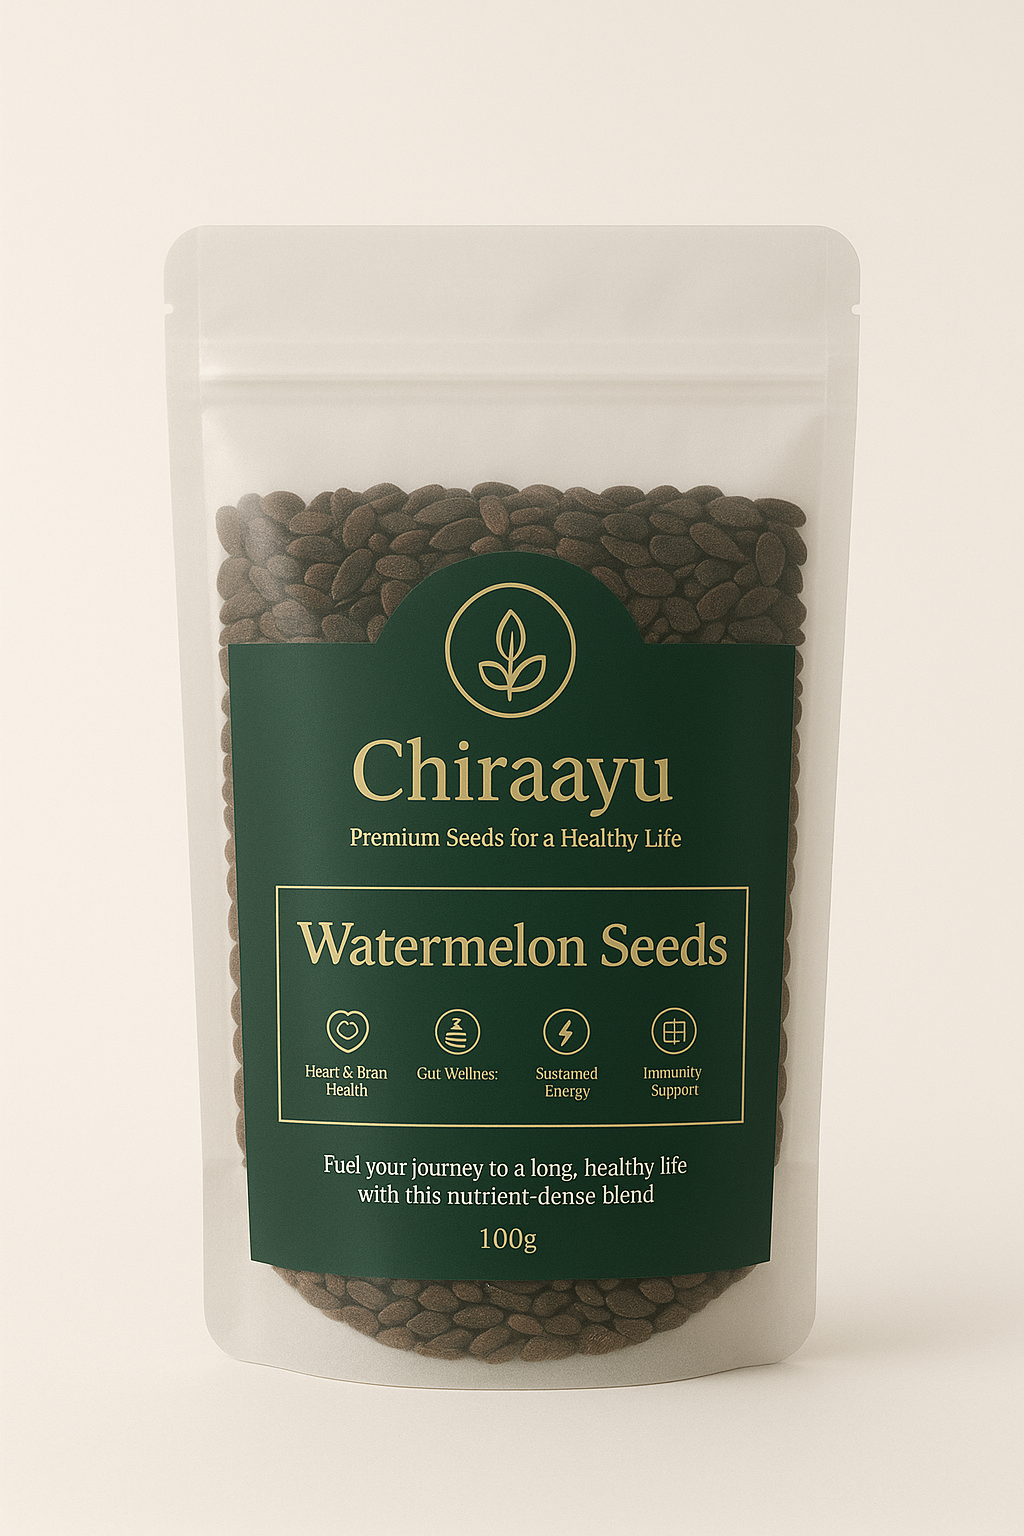 Chiraayu
Premium Seeds for a Healthy Life
Watermelon Seeds
Heart & Bran
Health
Gut Wellnes:
Sustamed
Energy
Immunity
Support
Fuel your journey to a long, healthy life
with this nutrient-dense blend
100g